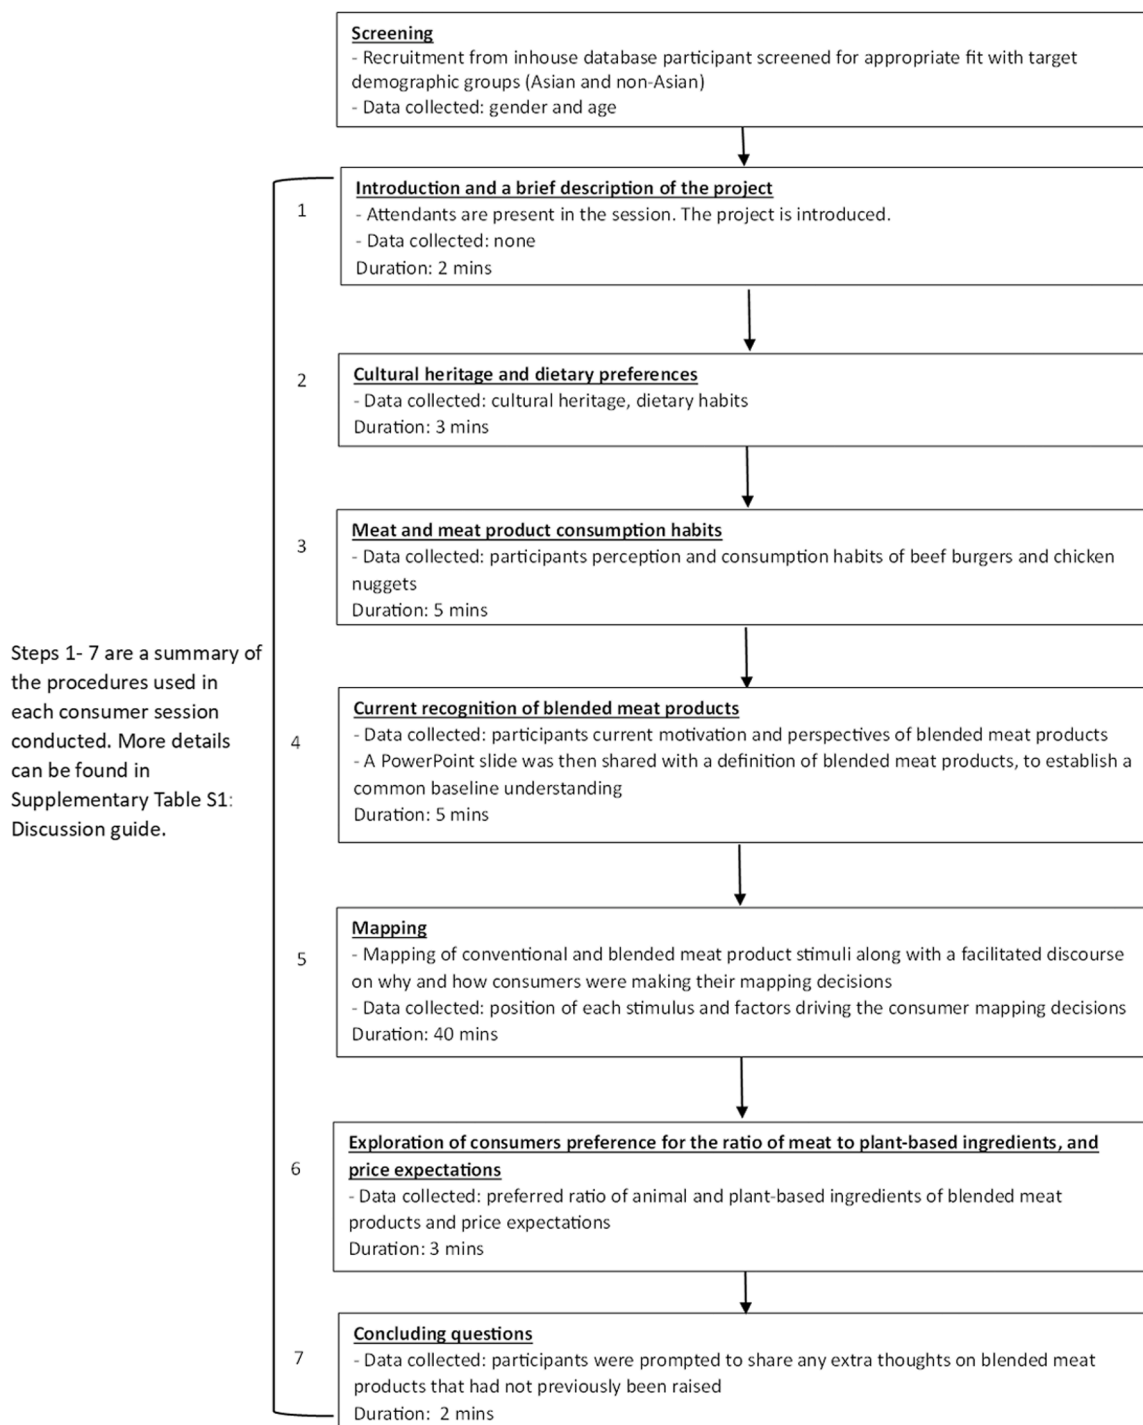 Screening
- Recruitment from inhouse database participant screened for appropriate fit with target
demographic groups (Asian and non-Asian)
- Data collected: gender and age
1
Introduction and a brief description of the project
- Attendants are present in the session. The project is introduced.
- Data collected: none
Duration: 2 mins
2
Cultural heritage and dietary preferences
- Data collected: cultural heritage, dietary habits
Duration: 3 mins
3
Meat and meat product consumption habits
- Data collected: participants perception and consumption habits of beef burgers and chicken
nuggets
Duration: 5 mins
Steps 1- 7 are a summary of
the procedures used in
each consumer session
conducted. More details
can be found in
Supplementary Table S1:
Discussion guide.
4
Current recognition of blended meat products
- Data collected: participants current motivation and perspectives of blended meat products
- A PowerPoint slide was then shared with a definition of blended meat products, to establish a
common baseline understanding
Duration: 5 mins
5
Mapping
- Mapping of conventional and blended meat product stimuli along with a facilitated discourse
on why and how consumers were making their mapping decisions
- Data collected: position of each stimulus and factors driving the consumer mapping decisions
Duration: 40 mins
6
Exploration of consumers preference for the ratio of meat to plant-based ingredients, and
price expectations
- Data collected: preferred ratio of animal and plant-based ingredients of blended meat
products and price expectations
Duration: 3 mins
7
Concluding questions
- Data collected: participants were prompted to share any extra thoughts on blended meat
products that had not previously been raised
Duration: 2 mins